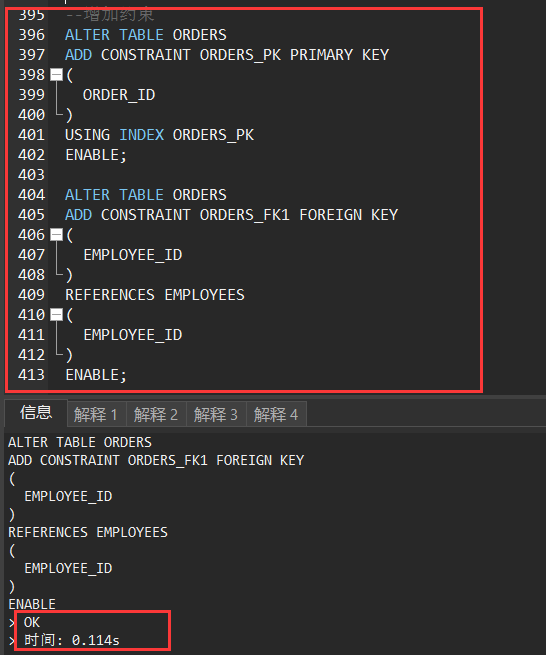 395 --增加约束
396 ALTER TABLE ORDERS
397 ADD CONSTRAINT ORDERS_PK PRIMARY KEY
398 (
399 ORDER_ID
400 )
401 USING INDEX ORDERS_PK
402 ENABLE;
403
404 ALTER TABLE ORDERS
405 ADD CONSTRAINT ORDERS_FK1 FOREIGN KEY
406 (
407 EMPLOYEE_ID
408 )
409 REFERENCES EMPLOYEES
410 (
411 EMPLOYEE_ID
412 )
413 ENABLE;
信息 解释 1 解释 2 解释 3 解释 4
ALTER TABLE ORDERS
ADD CONSTRAINT ORDERS_FK1 FOREIGN KEY
(
EMPLOYEE_ID
)
REFERENCES EMPLOYEES
(
EMPLOYEE_ID
)
ENABLE
> OK
> 时间: 0.114s